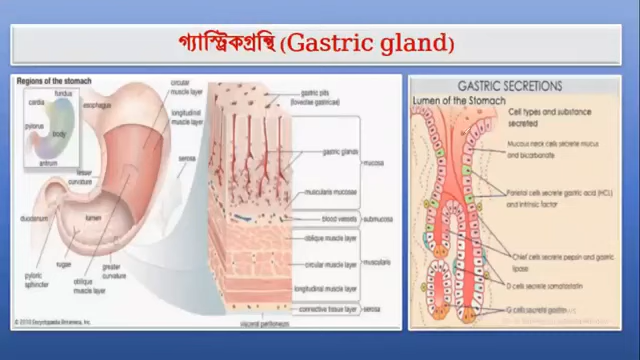 গ্যাস্ট্রিকগ্রন্থি (Gastric gland)
Regions of the stomach
fundus
cardia
esophagus
pylorus
body
antrum
circular
muscle layer
longitudinal
muscle layer
serosa
lesser
curvature
duodenum
lumen
pyloric
sphincter
rugae
oblique
muscle layer
greater
curvature
gastric pits
(foveolae gastricae)
gastric glands
mucosa
muscularis mucosae
blood vessels
submucosa
oblique muscle layer
circular muscle layer
muscularis
longitudinal muscle layer
connective tissue layer
serosa
visceral peritoneum
© 2010 Encyclopædia Britannica, Inc.
GASTRIC SECRETIONS
Lumen of the Stomach
Cell types and substance
secreted
Mucous neck cells secrete mucus
and bicarbonate
Parietal cells secrete gastric acid (HCL)
and intrinsic factor
Chief cells secrete pepsin and gastric
lipase
D cells secrete somatostatin
G cells secrete gastrin